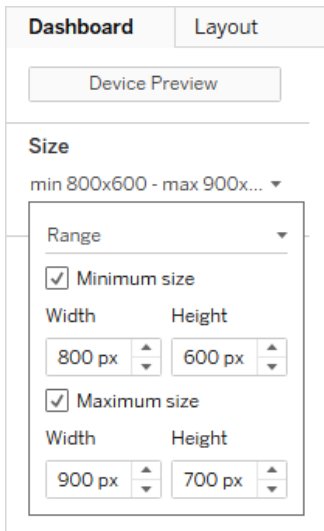 Dashboard Layout
Device Preview
Size
min 800x600 - max 900x...
Range
Minimum size
Width Height
800 px 600 px
Maximum size
Width Height
900 px 700 px